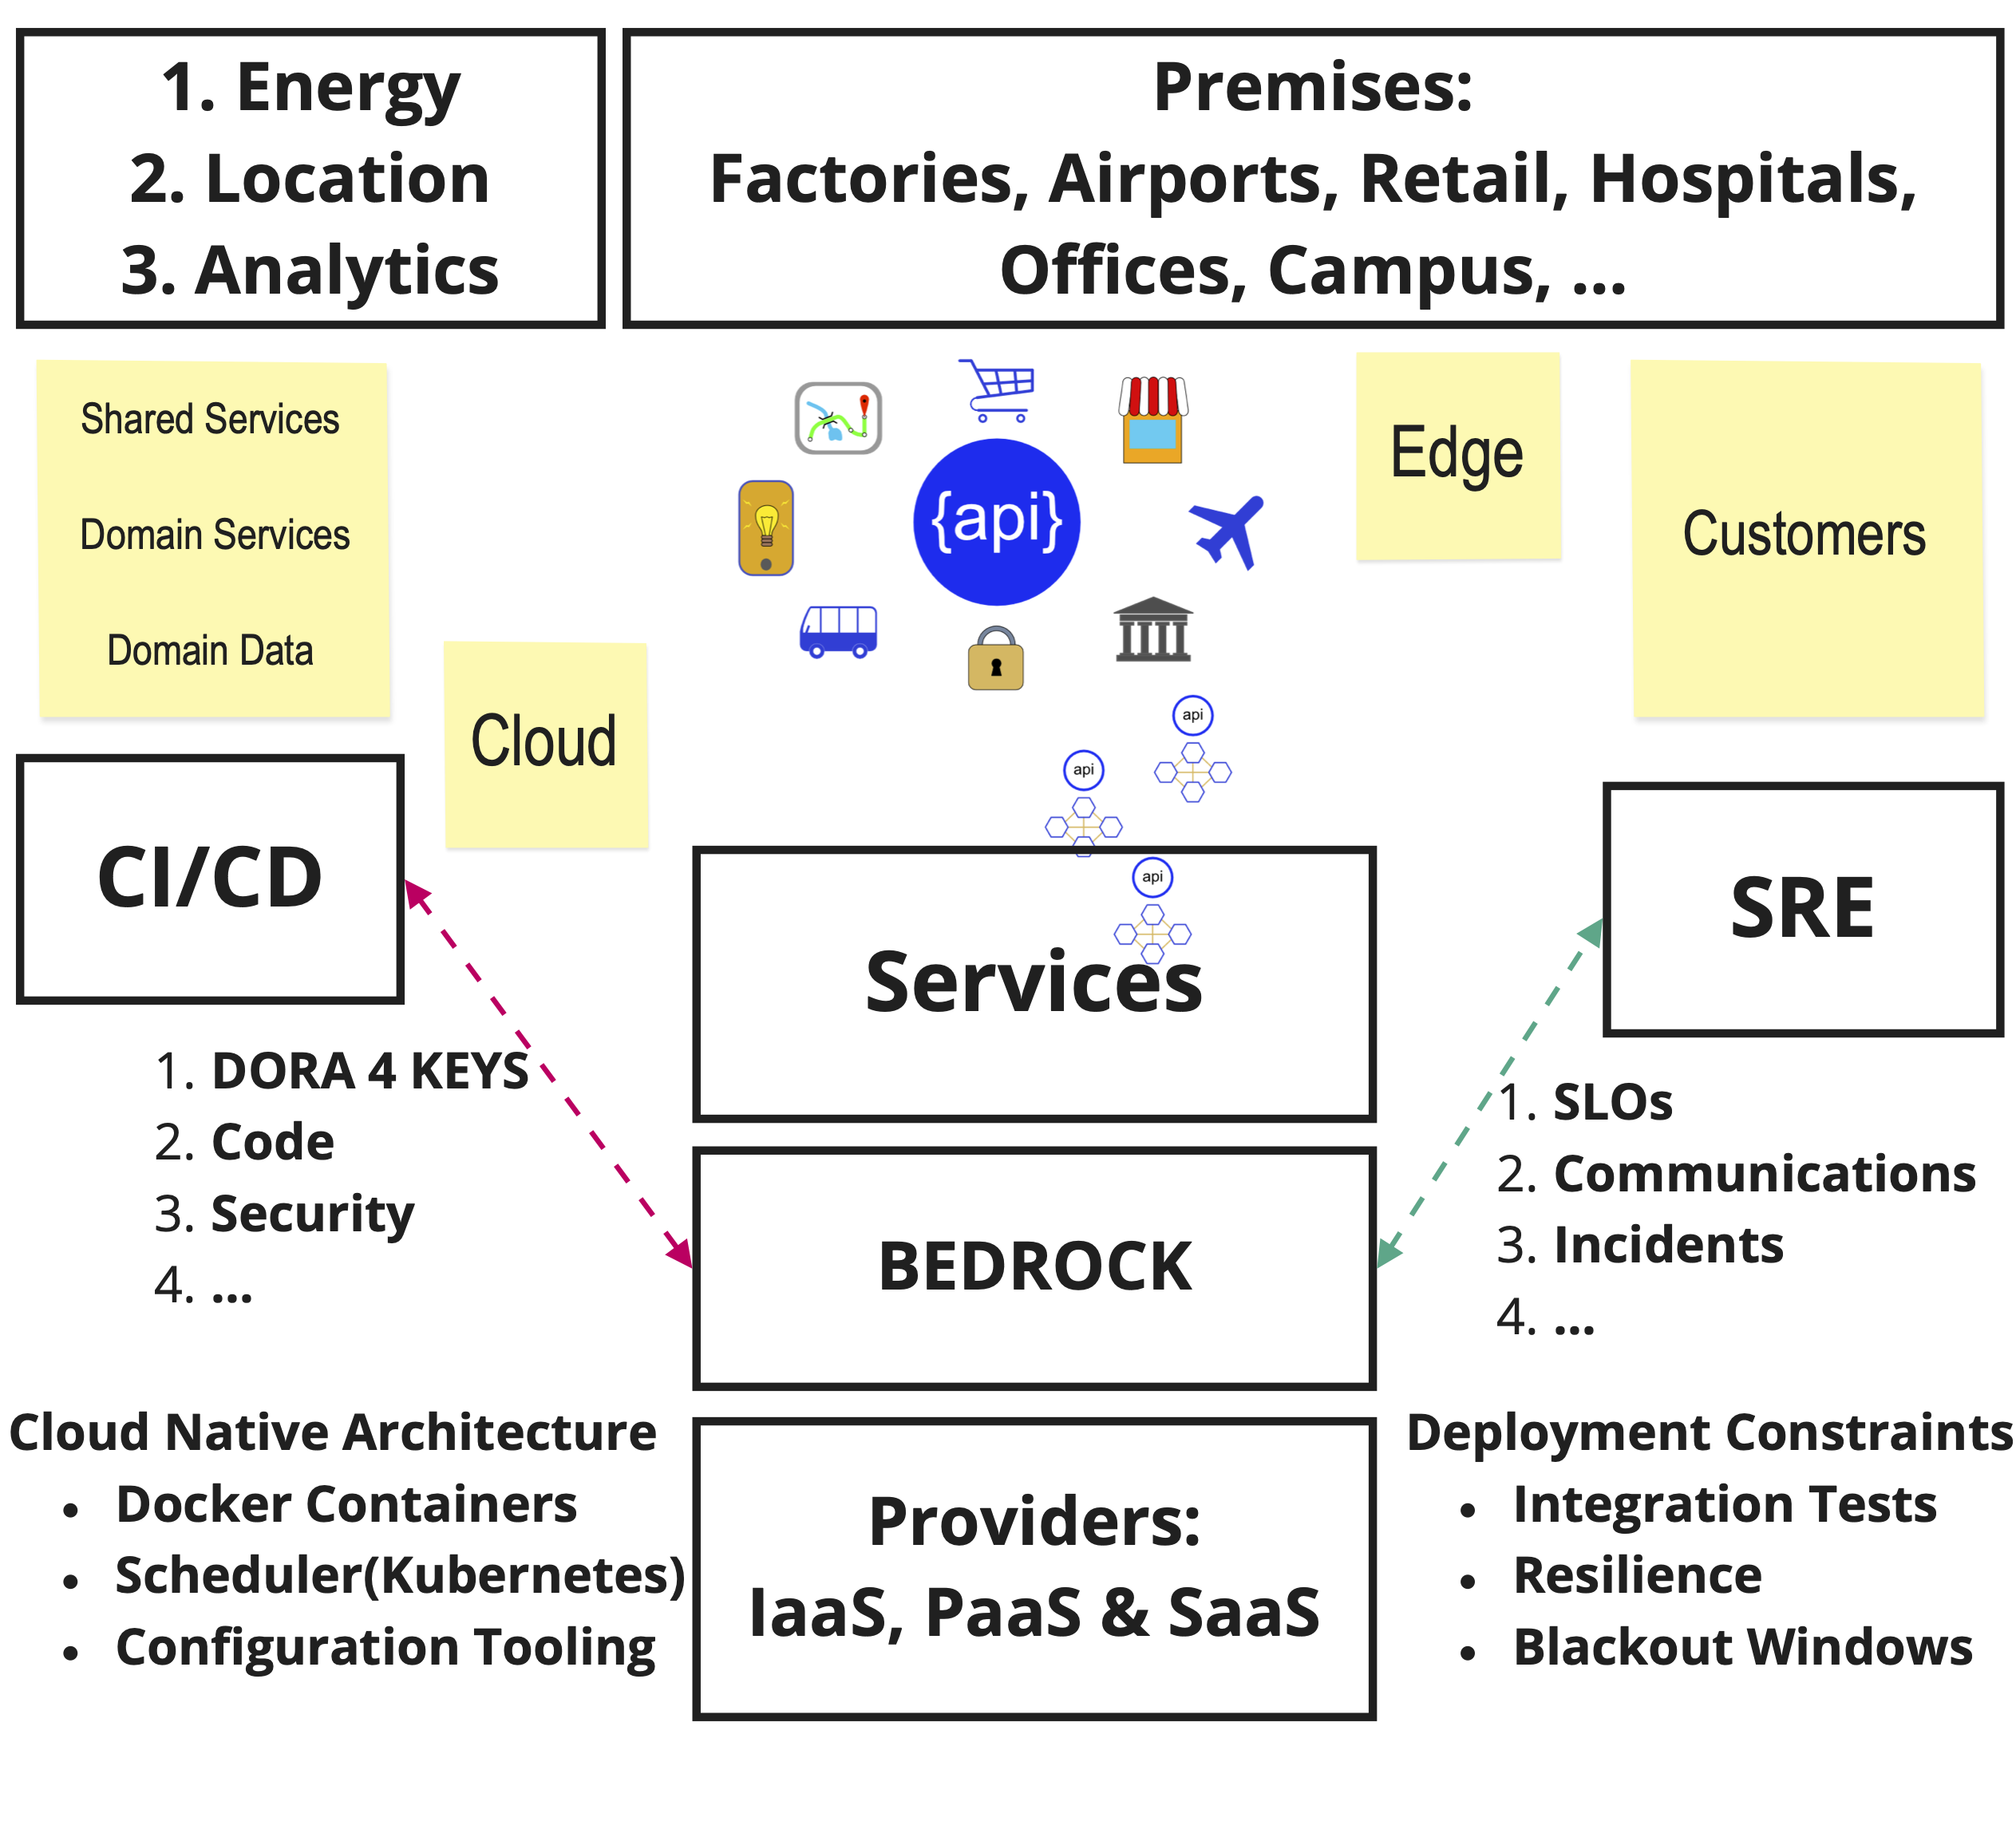 1. Energy
2. Location
3. Analytics
Premises:
Factories, Airports, Retail, Hospitals,
Offices, Campus, ...
Shared Services
Domain Services
Domain Data
Cloud
{api}
Edge
Customers
api
api
api
CI/CD
Services
SRE
1. DORA 4 KEYS
2. Code
3. Security
4. ...
BEDROCK
1. SLOs
2. Communications
3. Incidents
4. ...
Cloud Native Architecture
• Docker Containers
• Scheduler(Kubernetes)
• Configuration Tooling
Providers:
IaaS, PaaS & SaaS
Deployment Constraints
• Integration Tests
• Resilience
• Blackout Windows